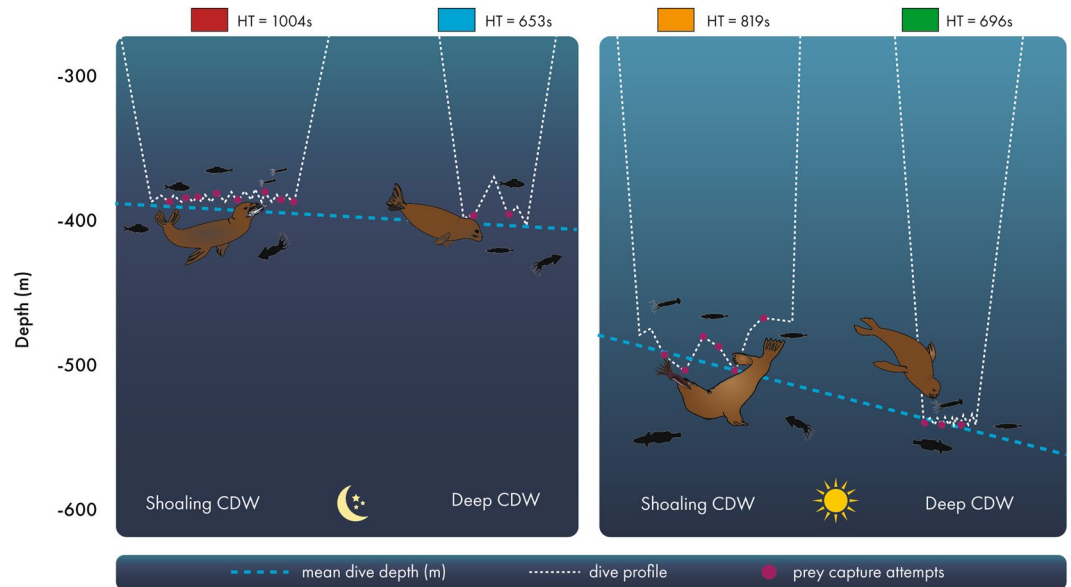 HT = 1004s
HT = 653s
HT = 819s
HT = 696s
Depth (m)
-300
-400
-500
-600
Shoaling CDW
Deep CDW
Shoaling CDW
Deep CDW
mean dive depth (m)
dive profile
prey capture attempts